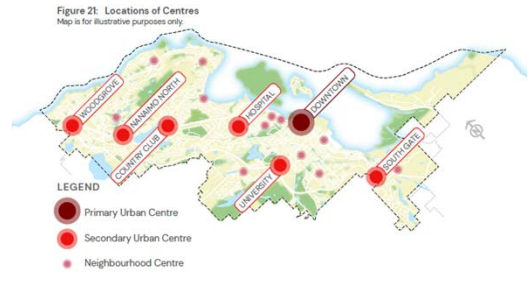 Figure 21: Locations of Centres
Map is for illustrative purposes only.
WOODGROVE
NANAIMO NORTH
COUNTRY CLUB
HOSPITAL
DOWNTOWN
UNIVERSITY
SOUTH GATE
LEGEND
Primary Urban Centre
Secondary Urban Centre
Neighbourhood Centre